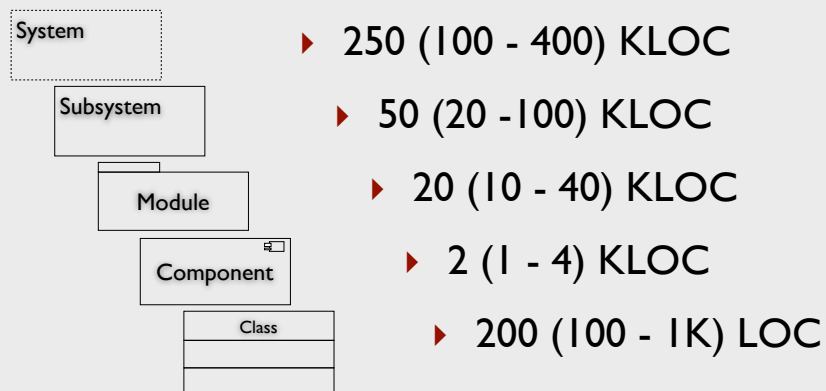 System
250 (100 - 400) KLOC
Subsystem
50 (20 -100) KLOC
Module
20 (10 - 40) KLOC
Component
2 (1 - 4) KLOC
Class
200 (100 - 1K) LOC